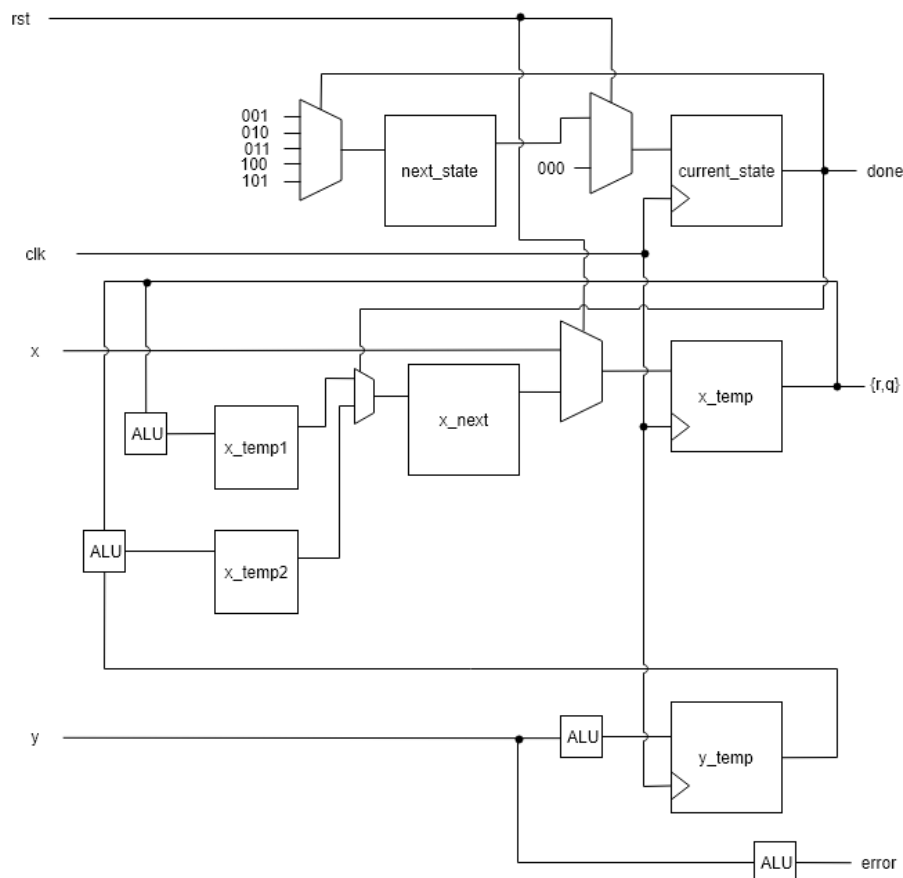 rst
001
010
011
100
101
next_state
000
current_state
done
clk
x
ALU
x_temp1
x_next
x_temp
{r,q}
ALU
x_temp2
y
ALU
y_temp
ALU
error